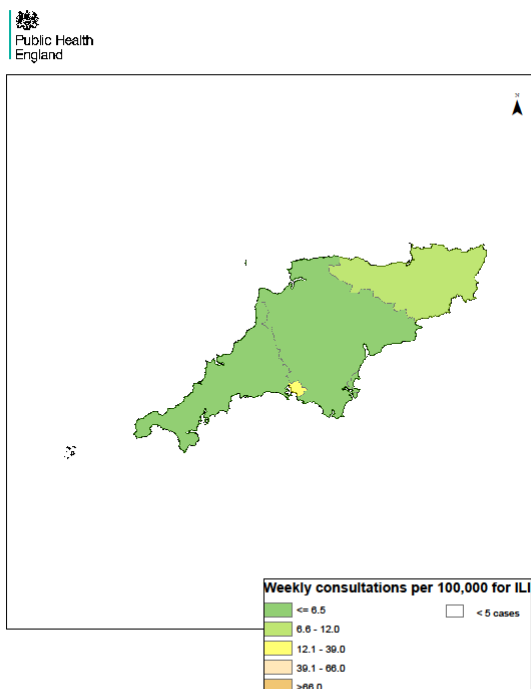 Public Health
England
N
Weekly consultations per 100,000 for ILI
<= 6.5
< 5 cases
6.6 - 12.0
12.1 - 39.0
39.1 - 66.0
>66.0